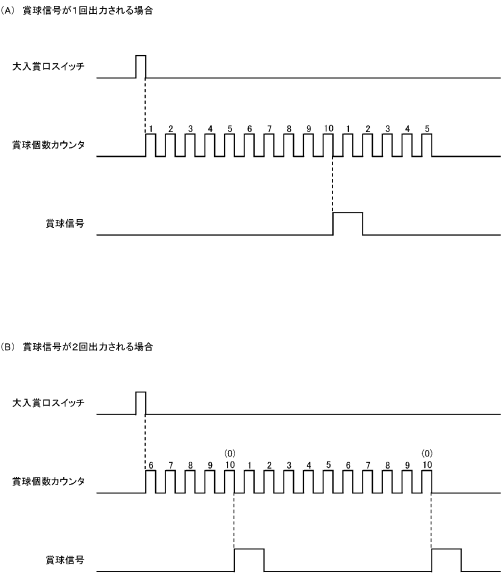 (A) 賞球信号が1回出力される場合
大入賞口スイッチ
1 2 3 4 5 6 7 8 9 10 1 2 3 4 5
賞球個数カウンタ
賞球信号
(B) 賞球信号が2回出力される場合
大入賞口スイッチ
(0) (0)
6 7 8 9 10 1 2 3 4 5 6 7 8 9 10
賞球個数カウンタ
賞球信号